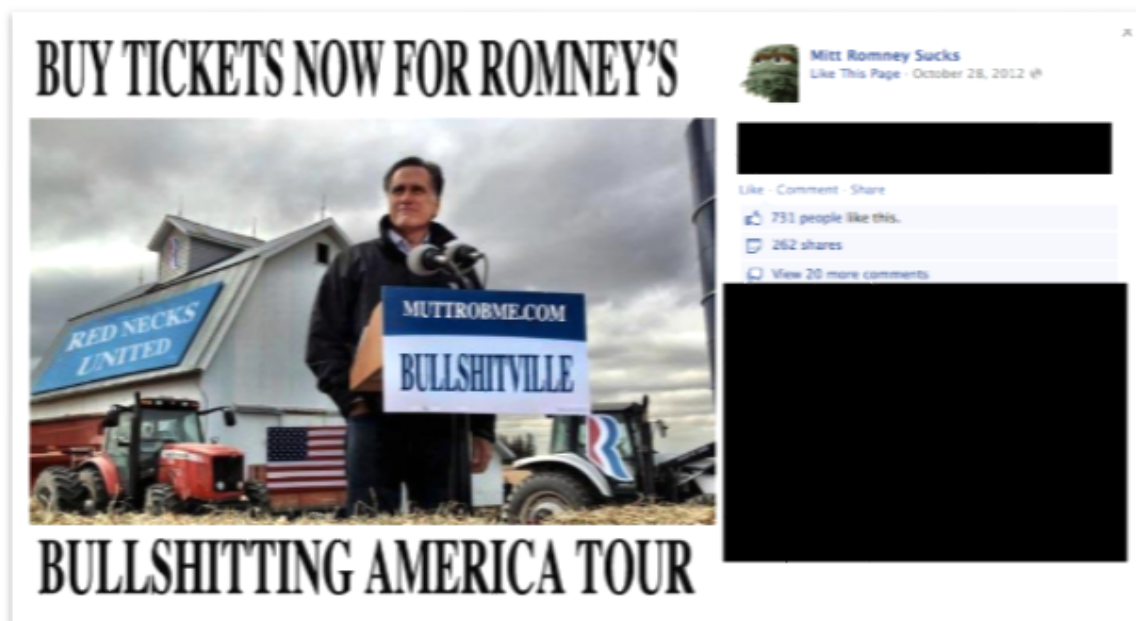 BUY TICKETS NOW FOR ROMNEY'S
RED NECKS
UNITED
MUTTROBME.COM
BULLSHITVILLE
BULLSHITTING AMERICA TOUR
Mitt Romney Sucks
Like This Page · October 28, 2012
Like · Comment · Share
731 people like this.
262 shares
View 20 more comments